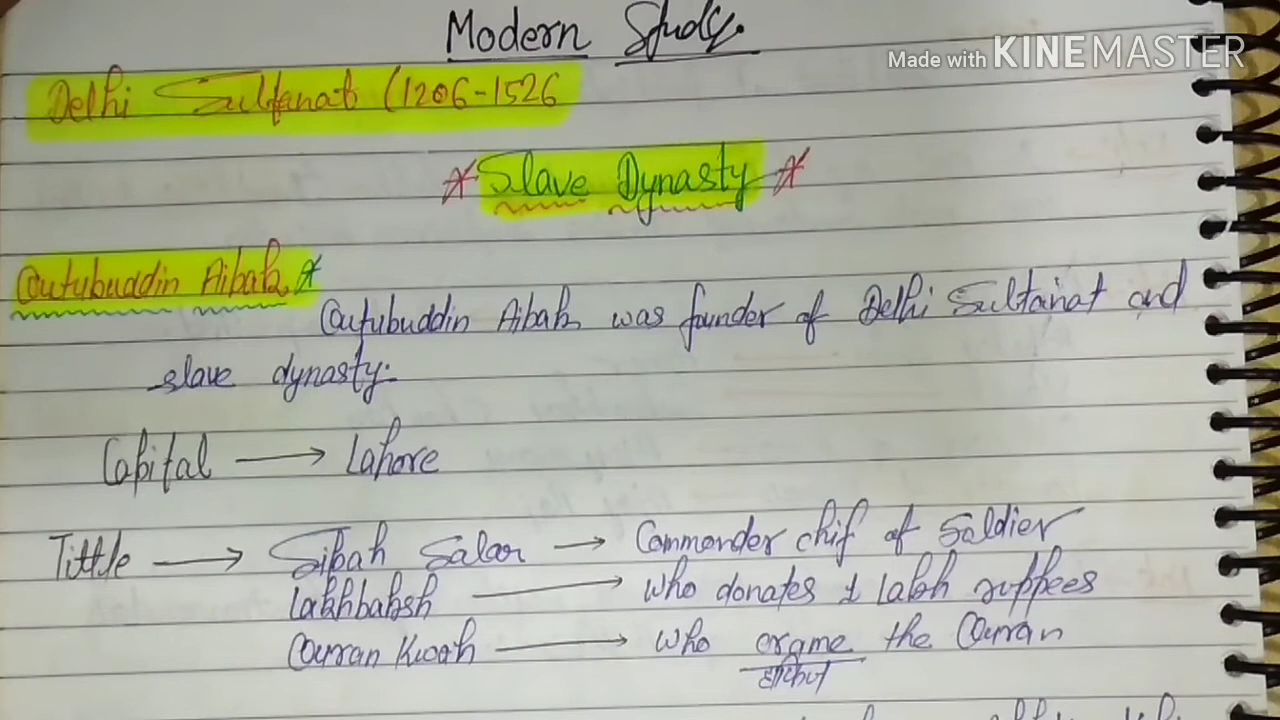 Modern Study.
Made with KINEMASTER
Delhi Sultanat (1206-1526
Slave Dynasty
Qutubuddin Aibak
Qutubuddin Aibak was founder of Delhi Sultanat and
slave dynasty.
Capital → Lahore
Tittle → Sipah Salar → Commander chif of Soldier
Lakhbaksh → Who donates 1 lakh ruppees
Quran Kwah → Who crame the Quran